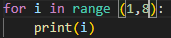 for i in range (1,8):
    print(i)